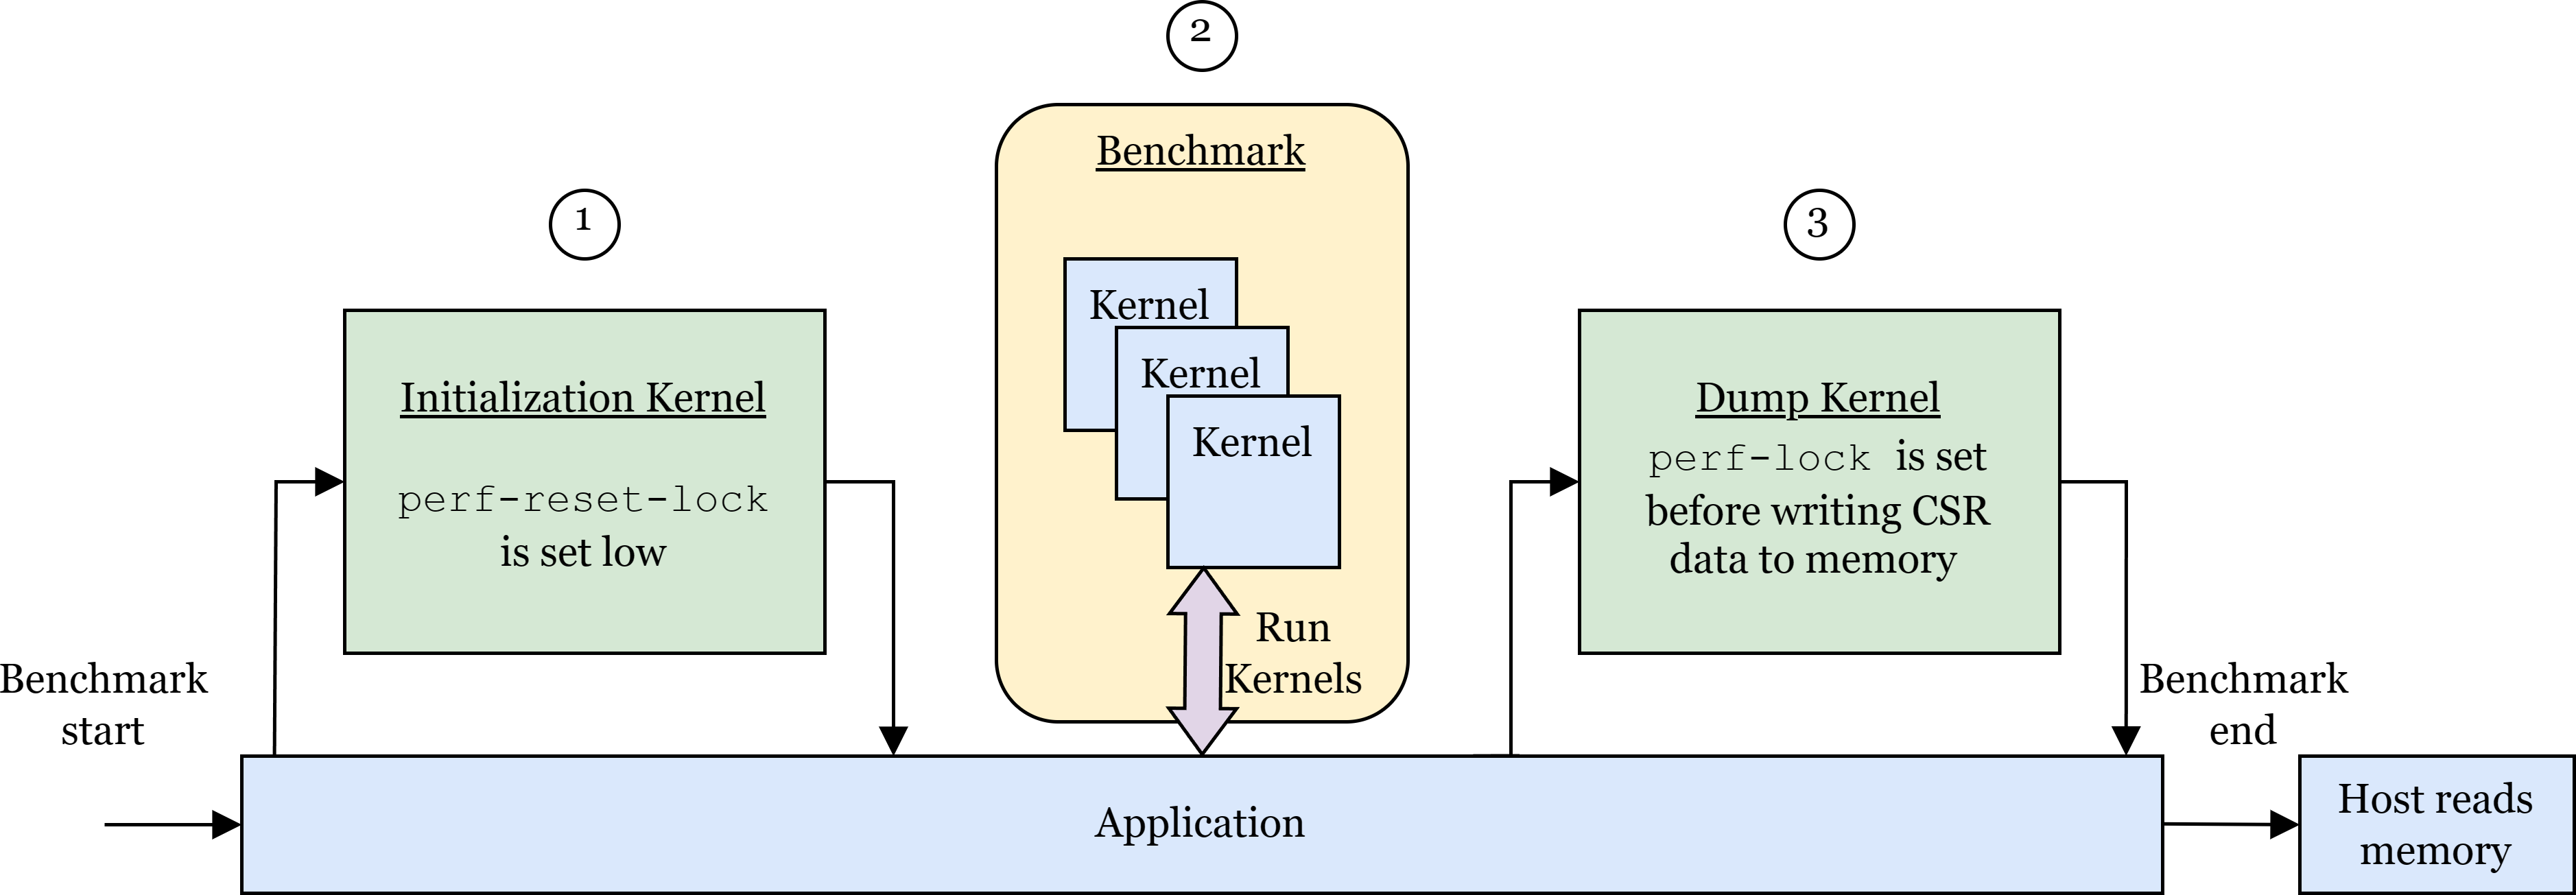 2
Benchmark
1
3
Kernel
Kernel
Kernel
Initialization Kernel
perf-reset-lock
is set low
Dump Kernel
perf-lock is set
before writing CSR
data to memory
Run
Kernels
Benchmark
start
Benchmark
end
Application
Host reads
memory